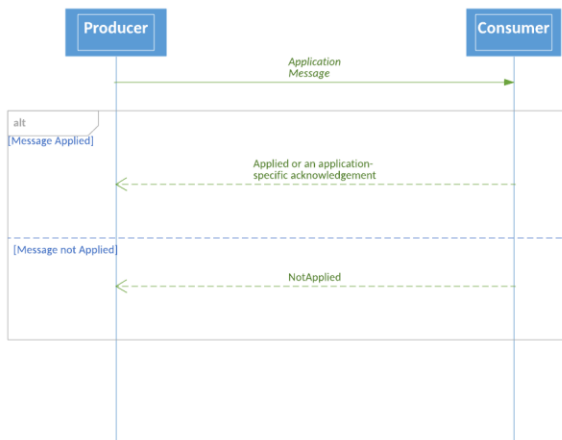 Producer
Consumer
Application
Message
alt
[Message Applied]
Applied or an application-
specific acknowledgement
[Message not Applied]
NotApplied